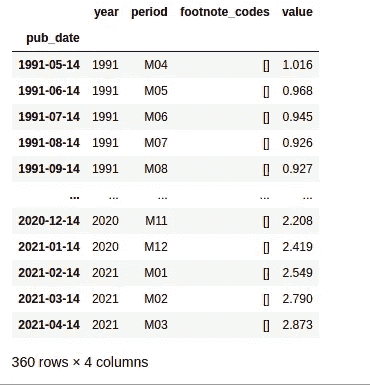 year period footnote_codes value
pub_date
1991-05-14 1991 M04 [] 1.016
1991-06-14 1991 M05 [] 0.968
1991-07-14 1991 M06 [] 0.945
1991-08-14 1991 M07 [] 0.926
1991-09-14 1991 M08 [] 0.927
... ... ... ... ...
2020-12-14 2020 M11 [] 2.208
2021-01-14 2020 M12 [] 2.419
2021-02-14 2021 M01 [] 2.549
2021-03-14 2021 M02 [] 2.790
2021-04-14 2021 M03 [] 2.873
360 rows × 4 columns